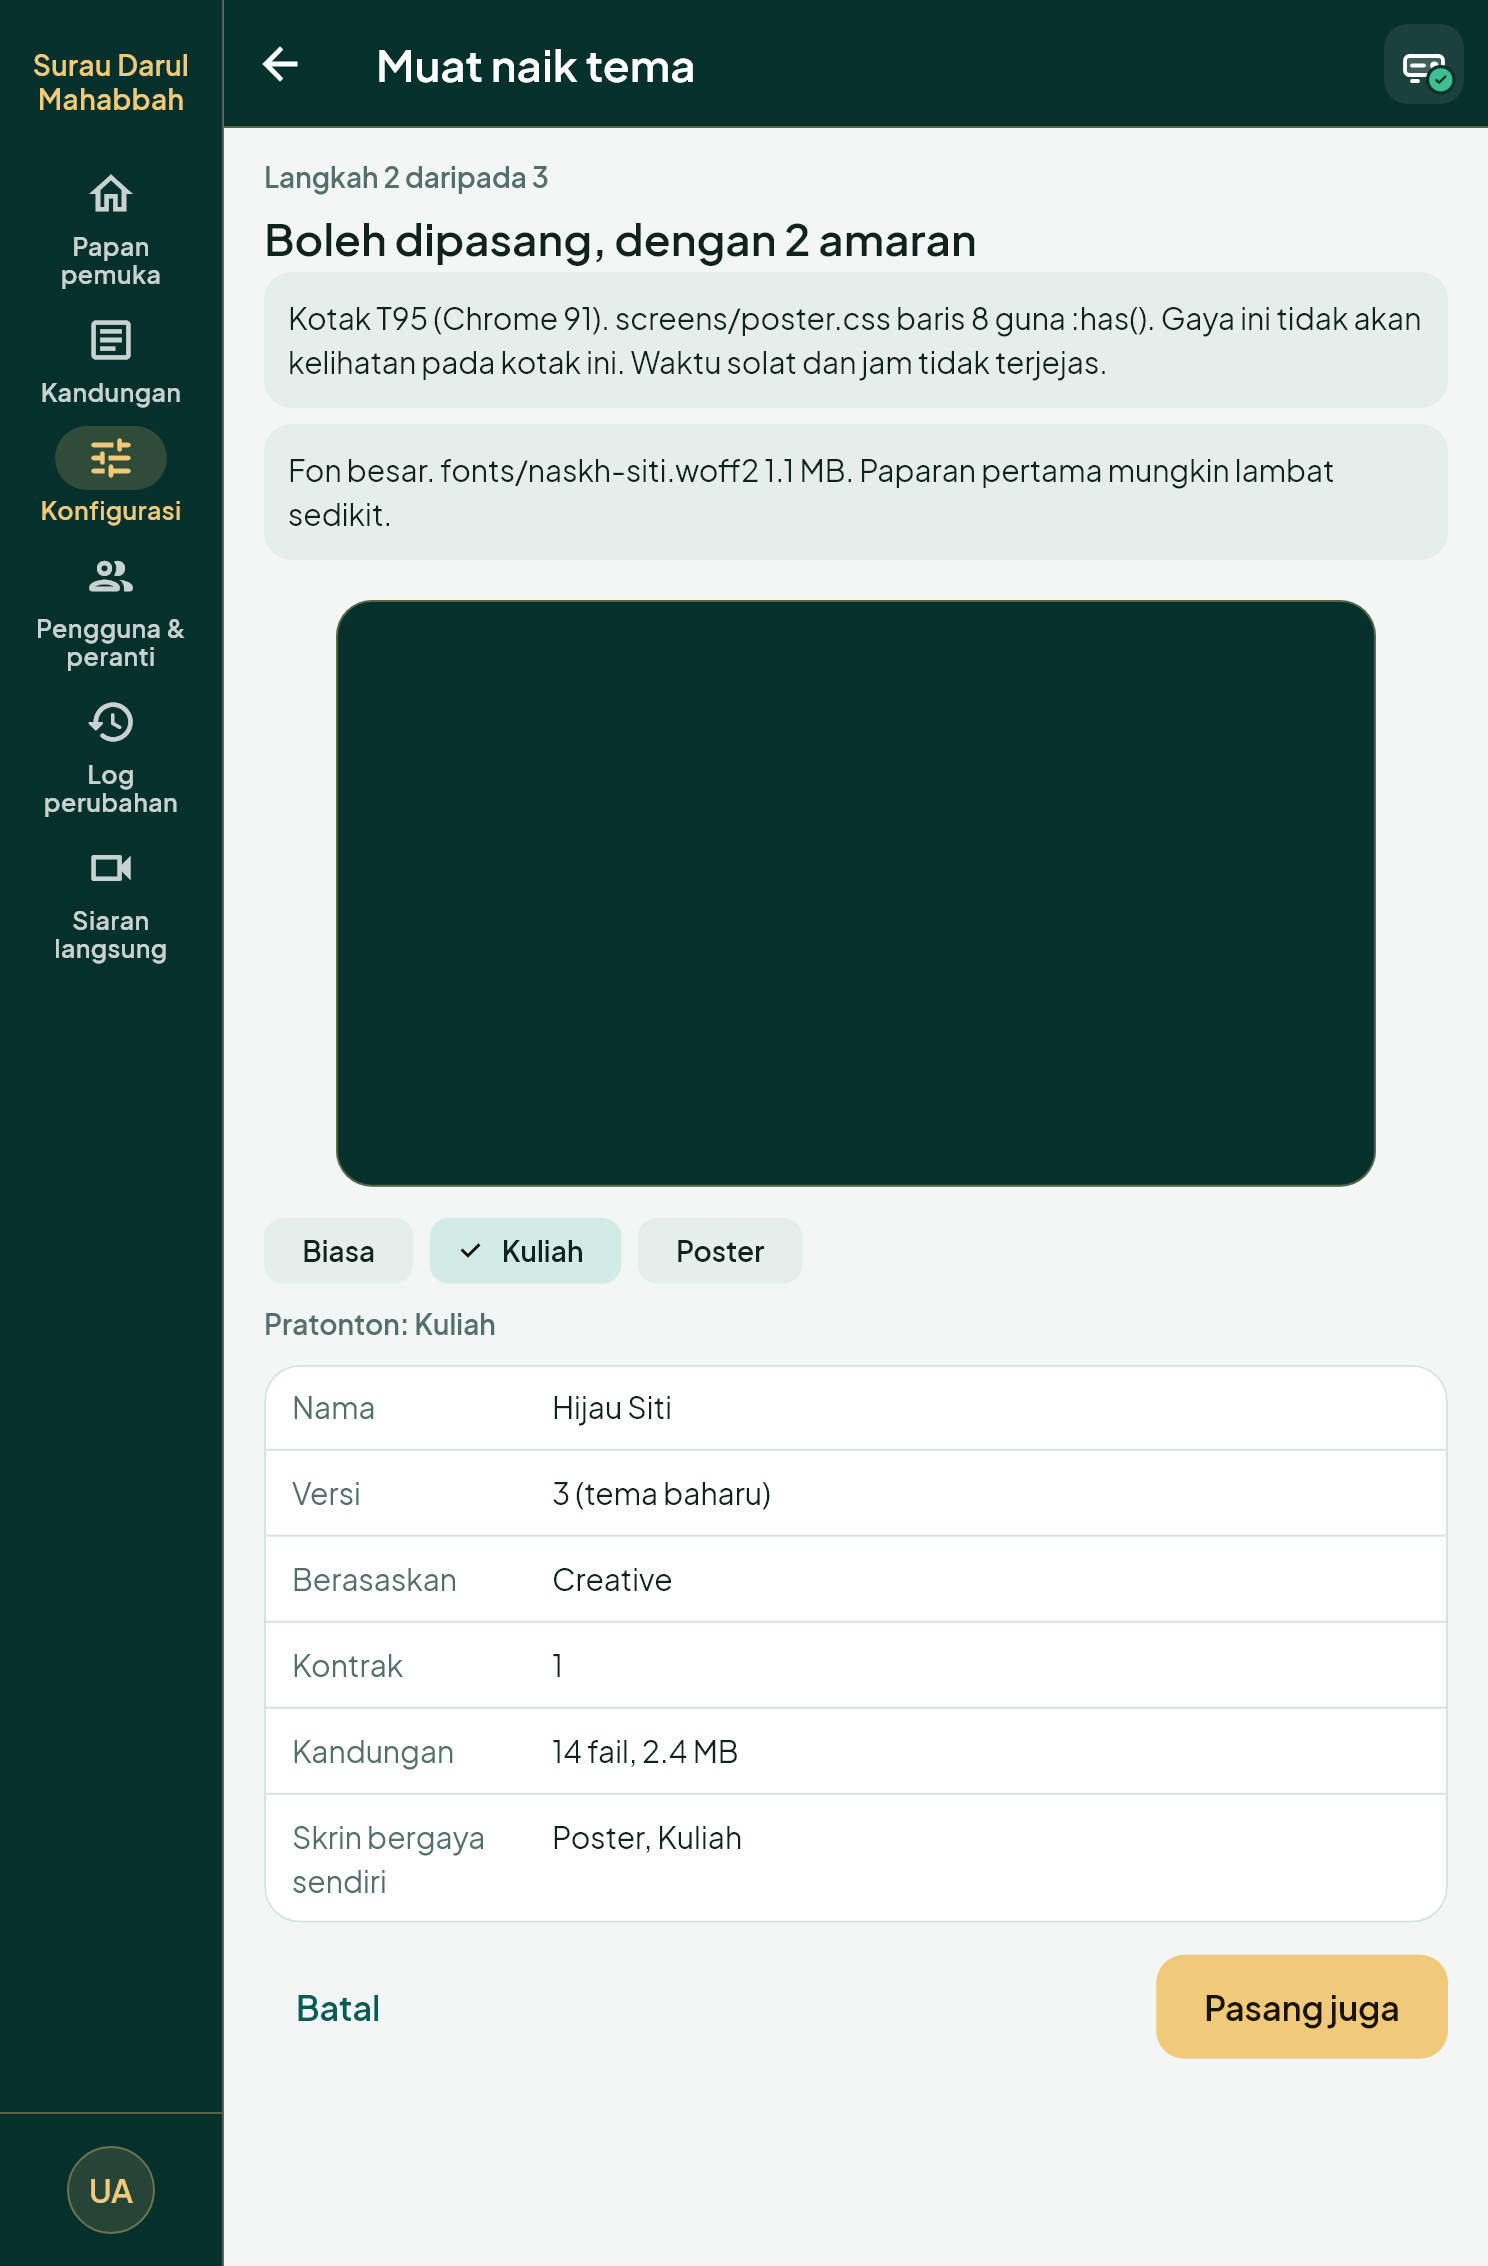 Surau Darul
Mahabbah
Papan
pemuka
Kandungan
Konfigurasi
Pengguna &
peranti
Log
perubahan
Siaran
langsung
UA
Muat naik tema
Langkah 2 daripada 3
Boleh dipasang, dengan 2 amaran
Kotak T95 (Chrome 91). screens/poster.css baris 8 guna :has(). Gaya ini tidak akan
kelihatan pada kotak ini. Waktu solat dan jam tidak terjejas.
Fon besar. fonts/naskh-siti.woff2 1.1 MB. Paparan pertama mungkin lambat
sedikit.
Biasa
Kuliah
Poster
Pratonton: Kuliah
Nama
Hijau Siti
Versi
3 (tema baharu)
Berasaskan
Creative
Kontrak
1
Kandungan
14 fail, 2.4 MB
Skrin bergaya
sendiri
Poster, Kuliah
Batal
Pasang juga